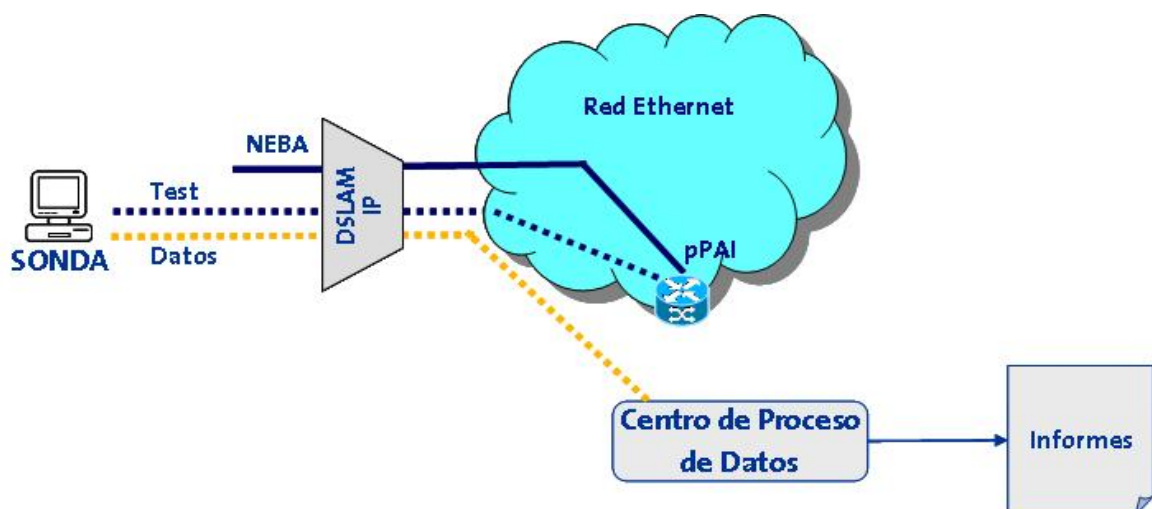 Red Ethernet
NEBA
Test
DSLAM
IP
SONDA
Datos
pPAI
Centro de Proceso
de Datos
Informes